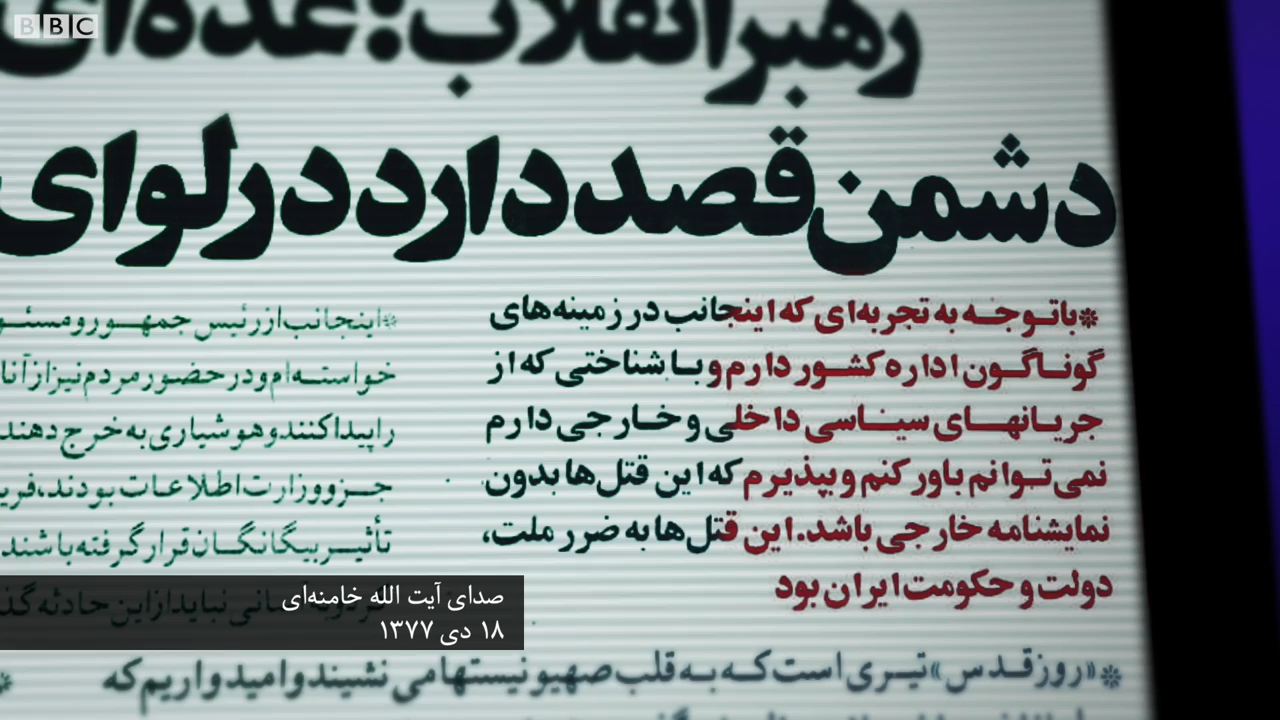 BBC
رهبر انقلاب: عده‌ای
دشمن قصد دارد در لوای
*با توجه به تجربه‌ای که اینجانب در زمینه‌های
گوناگون اداره کشور دارم و با شناختی که از
جریانهای سیاسی داخلی و خارجی دارم
نمی‌توانم باور کنم و بپذیرم که این قتل‌ها بدون
نمایشنامه خارجی باشد. این قتل‌ها به ضرر ملت،
دولت و حکومت ایران بود
*اینجانب از رئیس جمهور و
خواسته‌ام و در حضور مردم نیز از آنا
را پیدا کنند و هوشیاری به خرج دهند
جزو وزارت اطلاعات بودند، فری
تأثیر بیگانگان قرار گرفته باشند
نباید از این حادثه
صدای آیت الله خامنه‌ای
۱۸ دی ۱۳۷۷
*«روز قدس» تیری است که به قلب صهیونیستها می‌نشیند و امیدواریم که